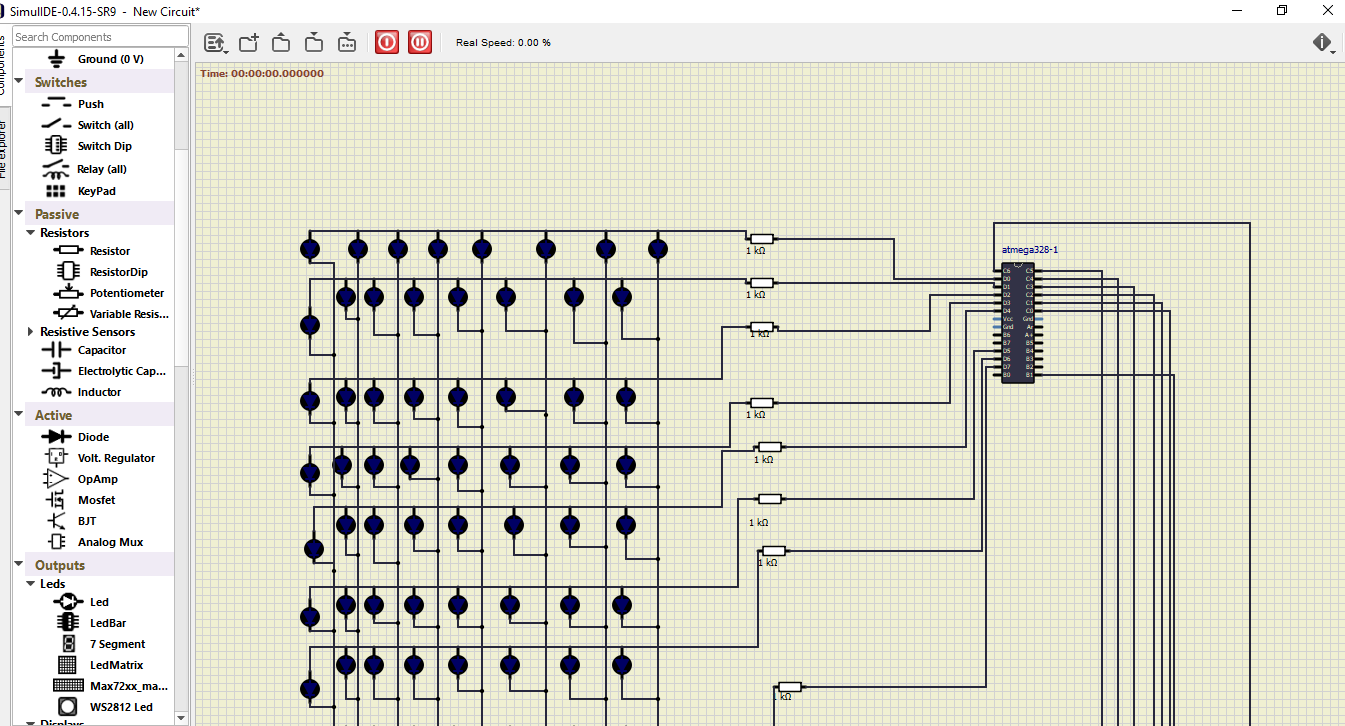 SimulIDE-0.4.15-SR9 - New Circuit*
Components
File explorer
Search Components
Real Speed: 0.00 %
Time: 00:00:00.000000
Ground (0 V)
Switches
Push
Switch (all)
Switch Dip
Relay (all)
KeyPad
Passive
Resistors
Resistor
ResistorDip
Potentiometer
Variable Resis...
Resistive Sensors
Capacitor
Electrolytic Cap...
Inductor
Active
Diode
Volt. Regulator
OpAmp
Mosfet
BJT
Analog Mux
Outputs
Leds
Led
LedBar
7 Segment
LedMatrix
Max72xx_ma...
WS2812 Led
Displays
1 kΩ
1 kΩ
1 kΩ
1 kΩ
1 kΩ
1 kΩ
1 kΩ
1 kΩ
atmega328-1
C6 C5
D0 C4
D1 C3
D2 C2
D3 C1
D4 C0
Vcc Gnd
Gnd Ar
B6 A+
B7 B5
D5 B4
D6 B3
D7 B2
B0 B1